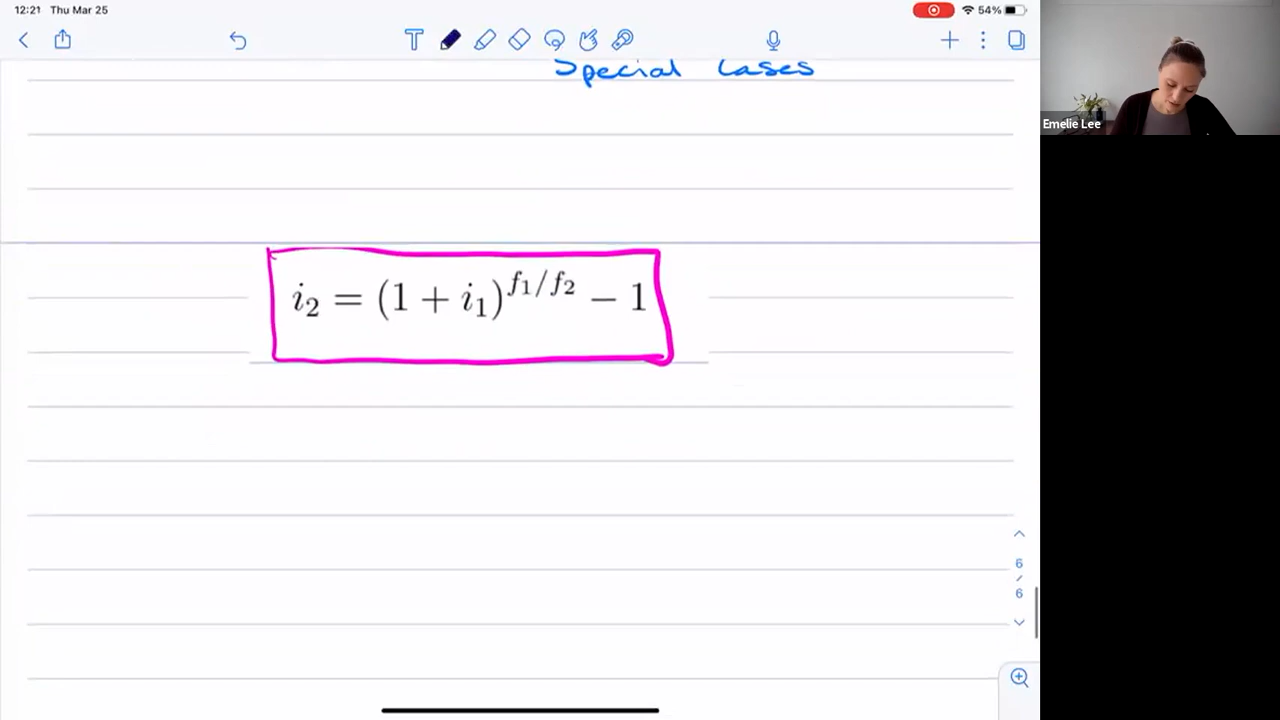 12:21 Thu Mar 25
54%
T
Emelie Lee
Special Cases
i₂ = (1 + i₁)^{f₁/f₂} − 1
6
/
6